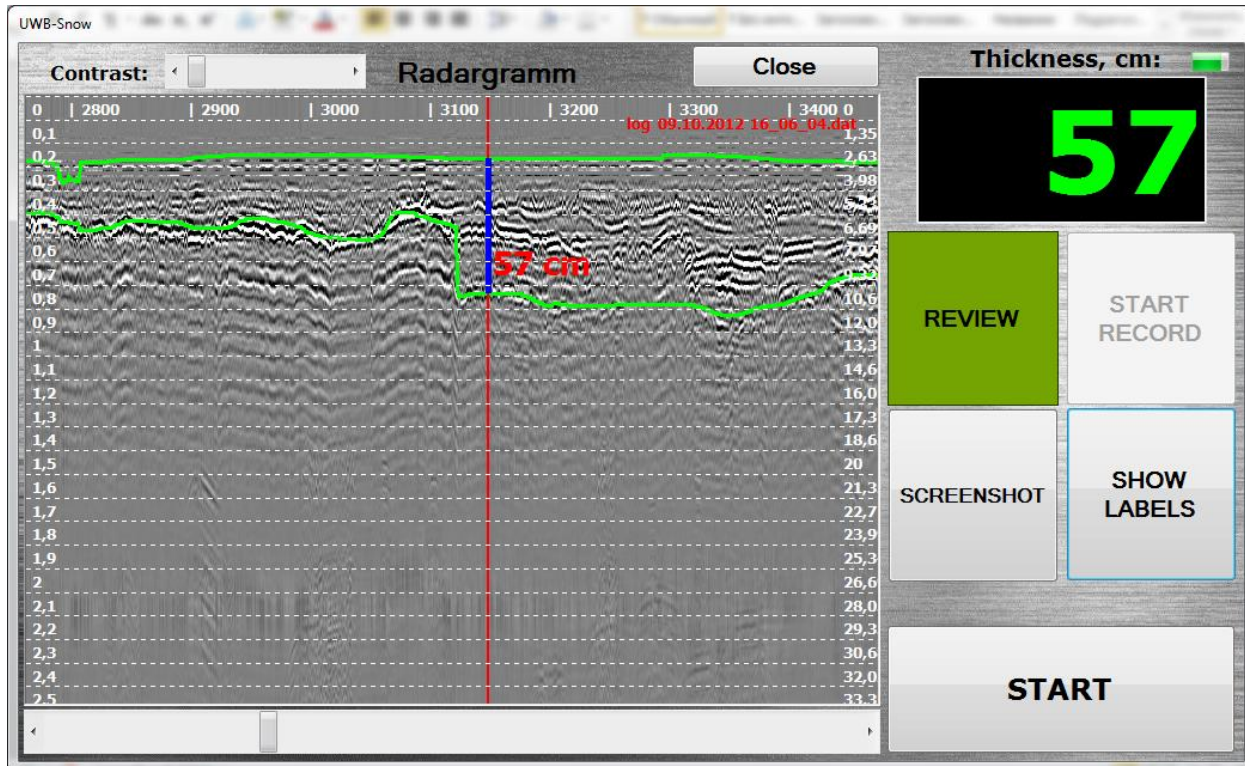 UWB-Snow
Contrast:
Radargramm
Close
Thickness, cm:
57
0 | 2800 | 2900 | 3000 | 3100 | 3200 | 3300 | 3400 0
log 09.10.2012 16_06_04.dat
0,1 1,35
0,2 2,63
0,3 3,98
0,4
0,5 6,69
0,6
57 cm
0,7
0,8 10,6
0,9 12,0
1 13,3
1,1 14,6
1,2 16,0
1,3 17,3
1,4 18,6
1,5 20
1,6 21,3
1,7 22,7
1,8 23,9
1,9 25,3
2 26,6
2,1 28,0
2,2 29,3
2,3 30,6
2,4 32,0
2,5 33,3
REVIEW
START
RECORD
SCREENSHOT
SHOW
LABELS
START